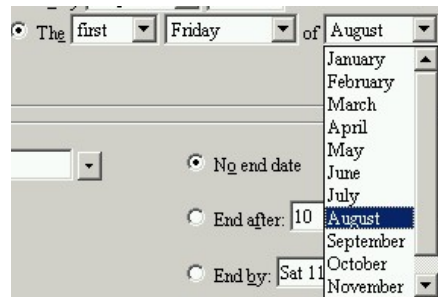 The first Friday of August
January
February
March
April
May
June
July
August
September
October
November
No end date
End after: 10
End by: Sat 11